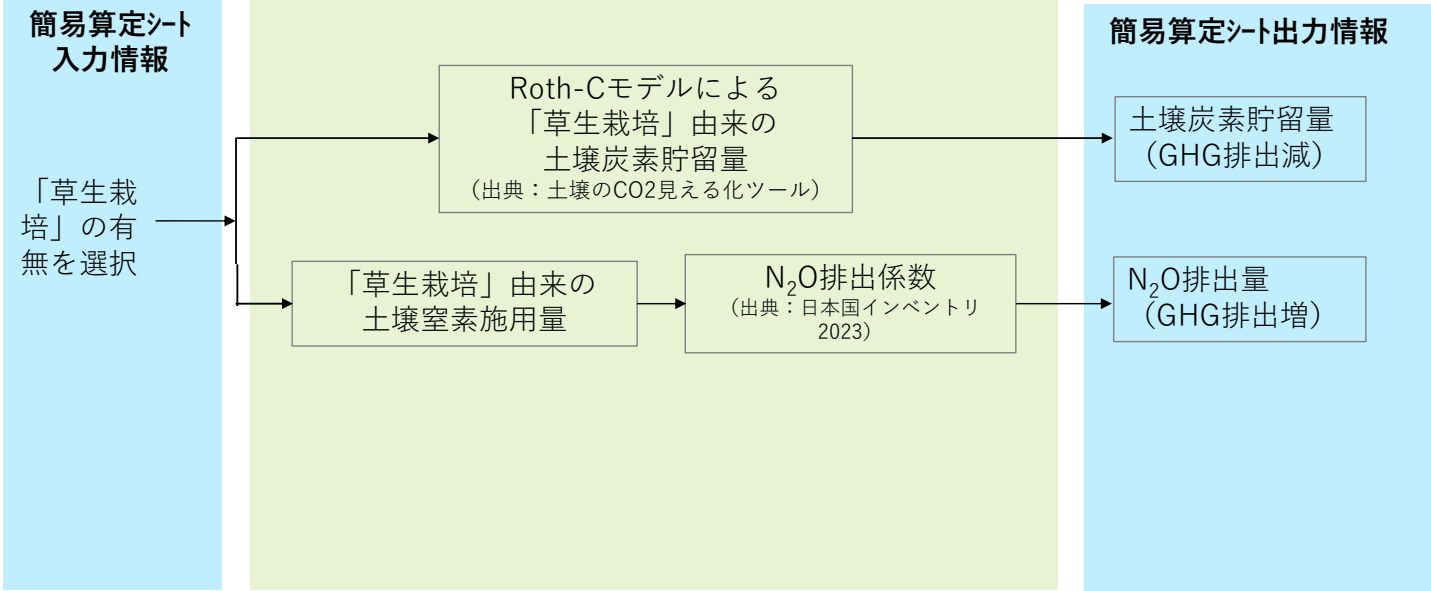 簡易算定シート
入力情報
「草生栽
培」の有
無を選択
Roth-Cモデルによる
「草生栽培」由来の
土壌炭素貯留量
（出典：土壌のCO2見える化ツール）
「草生栽培」由来の
土壌窒素施用量
N₂O排出係数
（出典：日本国インベントリ
2023）
簡易算定シート出力情報
土壌炭素貯留量
（GHG排出減）
N₂O排出量
（GHG排出増）